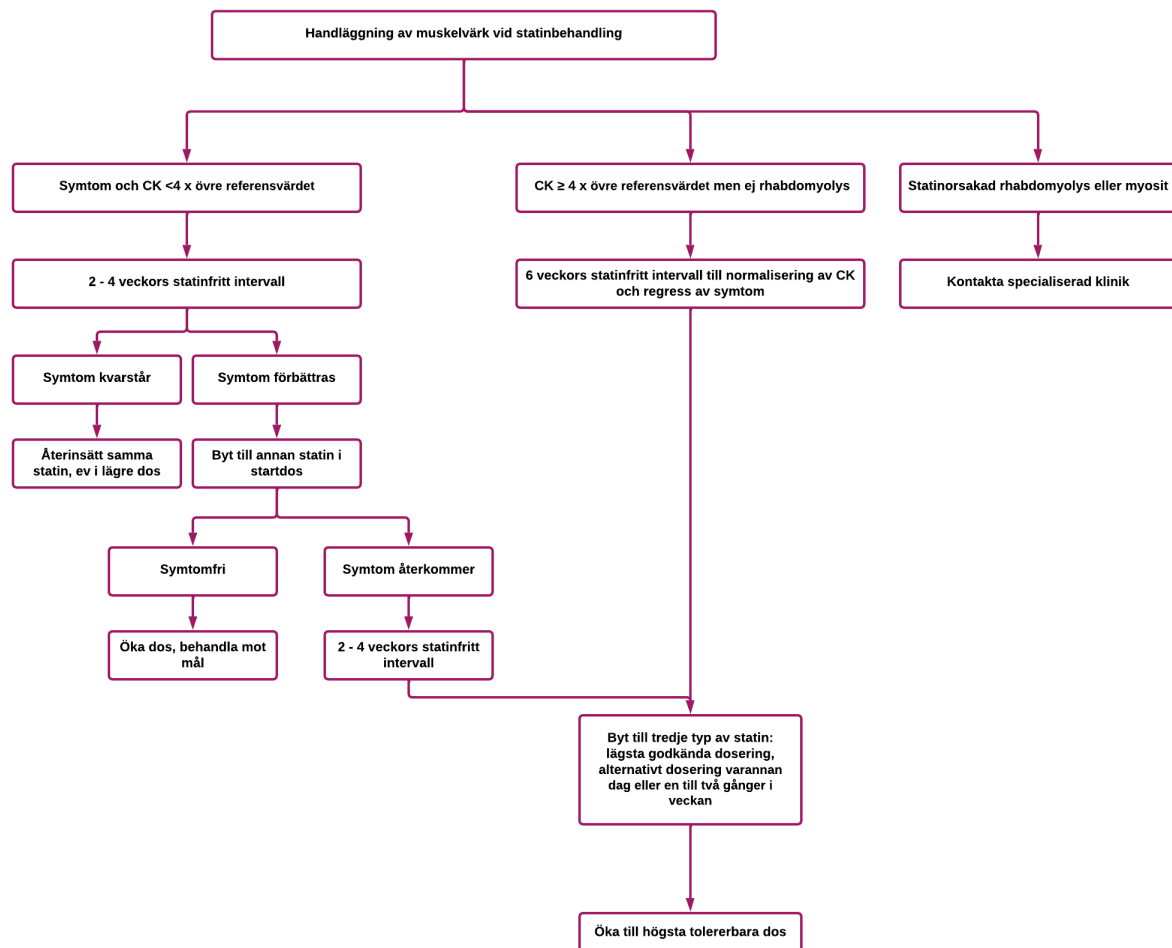 Handläggning av muskelvärk vid statinbehandling
Symtom och CK <4 x övre referensvärdet
CK ≥ 4 x övre referensvärdet men ej rhabdomyolys
Statinorsakad rhabdomyolys eller myosit
2 - 4 veckors statinfritt intervall
6 veckors statinfritt intervall till normalisering av CK
och regress av symtom
Kontakta specialiserad klinik
Symtom kvarstår
Symtom förbättras
Återinsätt samma
statin, ev i lägre dos
Byt till annan statin i
startdos
Symtomfri
Symtom återkommer
Öka dos, behandla mot
mål
2 - 4 veckors statinfritt
intervall
Byt till tredje typ av statin:
lägsta godkända dosering,
alternativt dosering varannan
dag eller en till två gånger i
veckan
Öka till högsta tolererbara dos